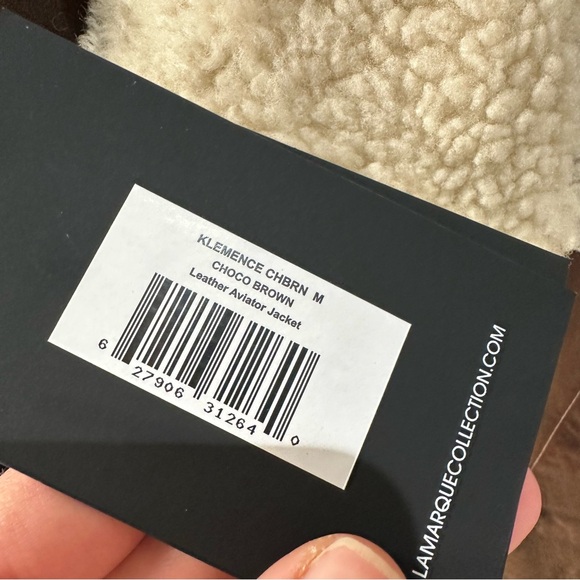 KLEMENCE CHBRN M
CHOCO BROWN
Leather Aviator Jacket
6 27906 31264 0
LAMARQUECOLLECTION.COM